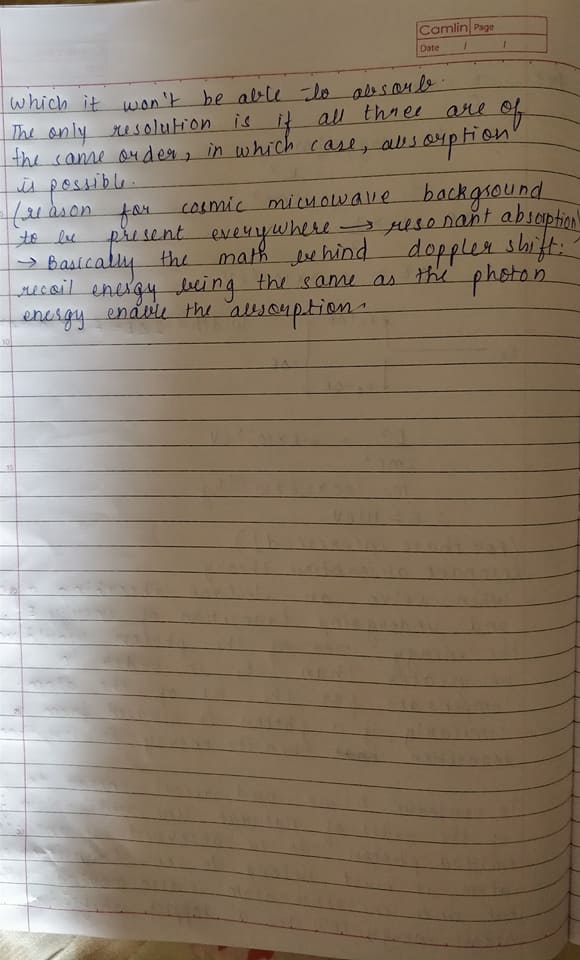 Camlin Page
Date / /
which it won't be able to absorb.
The only resolution is if all three are of
the same order, in which case, absorption
is possible.
(reason for cosmic microwave background
to be present everywhere → resonant absorption)
→ Basically the math behind doppler shift:
recoil energy being the same as the photon
energy enable the absorption.
10
15